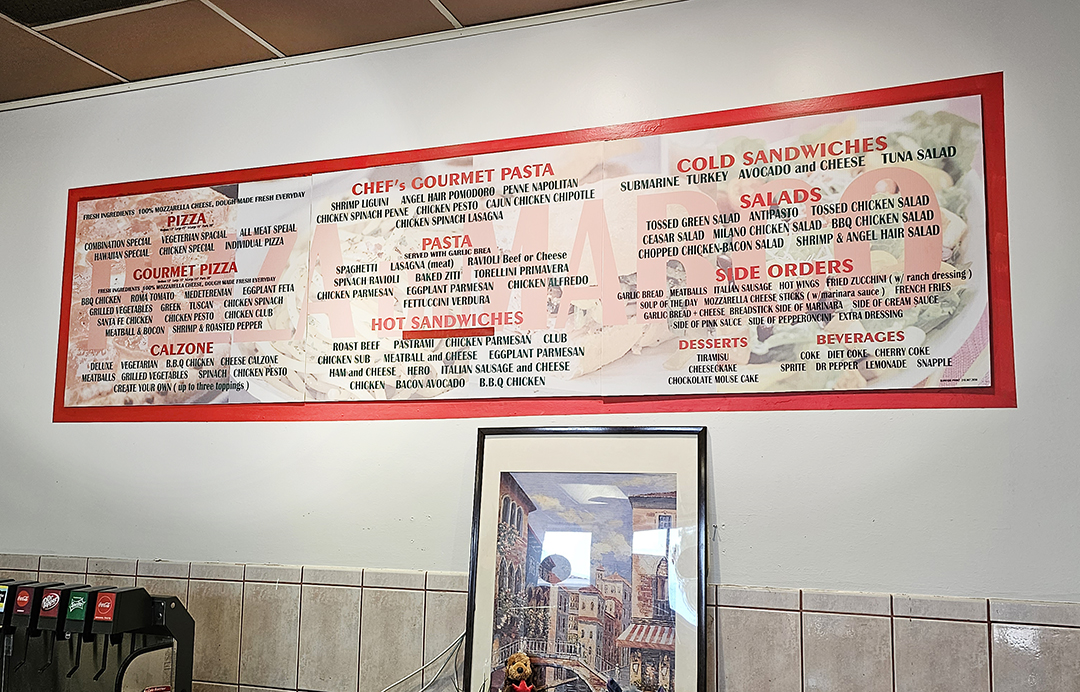 FRESH INGREDIENTS 100% MOZZARELLA CHEESE, DOUGH MADE FRESH EVERYDAY
PIZZA
COMBINATION SPECIAL VEGETERIAN SPACIAL ALL MEAT SPEIAL
HAWAIIAN SPECIAL CHICKEN SPECIAL INDIVIDUAL PIZZA
GOURMET PIZZA
FRESH INGREDIENTS 100% MOZZARELLA CHEESE, DOUGH MADE FRESH EVERYDAY
BBQ CHICKEN ROMA TOMATO MEDETERENIAN EGGPLANT FETA
GRILLED VEGETABLES GREEK TUSCAN CHICKEN SPINACH
SANTA FE CHICKEN CHICKEN PESTO CHICKEN CLUB
MEATBALL & BACON SHRIMP & ROASTED PEPPER
CALZONE
DELUXE VEGETARIAN B.B.Q CHICKEN CHEESE CALZONE
MEATBALLS GRILLED VEGETABLES SPINACH CHICKEN PESTO
CREATE YOUR OWN ( up to three toppings )
CHEF's GOURMET PASTA
SHRIMP LIGUINI ANGEL HAIR POMODORO PENNE NAPOLITAN
CHICKEN SPINACH PENNE CHICKEN PESTO CAJUN CHICKEN CHIPOTLE
CHICKEN SPINACH LASAGNA
PASTA
SERVED WITH GARLIC BREA
SPAGHETTI LASAGNA (meat) RAVIOLI Beef or Cheese
SPINACH RAVIOLI BAKED ZITI TORELLINI PRIMAVERA
CHICKEN PARMESAN EGGPLANT PARMESAN CHICKEN ALFREDO
FETTUCCINI VERDURA
HOT SANDWICHES
ROAST BEEF PASTRAMI CHICKEN PARMESAN CLUB
CHICKEN SUB MEATBALL and CHEESE EGGPLANT PARMESAN
HAM and CHEESE HERO ITALIAN SAUSAGE and CHEESE
CHICKEN BACON AVOCADO B.B.Q CHICKEN
COLD SANDWICHES
SUBMARINE TURKEY AVOCADO and CHEESE TUNA SALAD
SALADS
TOSSED GREEN SALAD ANTIPASTO TOSSED CHICKEN SALAD
CEASAR SALAD MILANO CHICKEN SALAD BBQ CHICKEN SALAD
CHOPPED CHICKEN-BACON SALAD SHRIMP & ANGEL HAIR SALAD
SIDE ORDERS
GARLIC BREAD MEATBALLS ITALIAN SAUSAGE HOT WINGS FRIED ZUCCHINI ( w/ ranch dressing )
SOUP OF THE DAY MOZZARELLA CHEESE STICKS ( w/marinara sauce ) FRENCH FRIES
GARLIC BREAD + CHEESE BREADSTICK SIDE OF MARINARA SIDE OF CREAM SAUCE
SIDE OF PINK SAUCE SIDE OF PEPPERONCINI EXTRA DRESSING
DESSERTS
TIRAMISU
CHEESECKAKE
CHOCOLATE MOUSE CAKE
BEVERAGES
COKE DIET COKE CHERRY COKE
SPRITE DR PEPPER LEMONADE SNAPPLE
Coca-Cola
Dr Pepper
Sprite
Coca-Cola